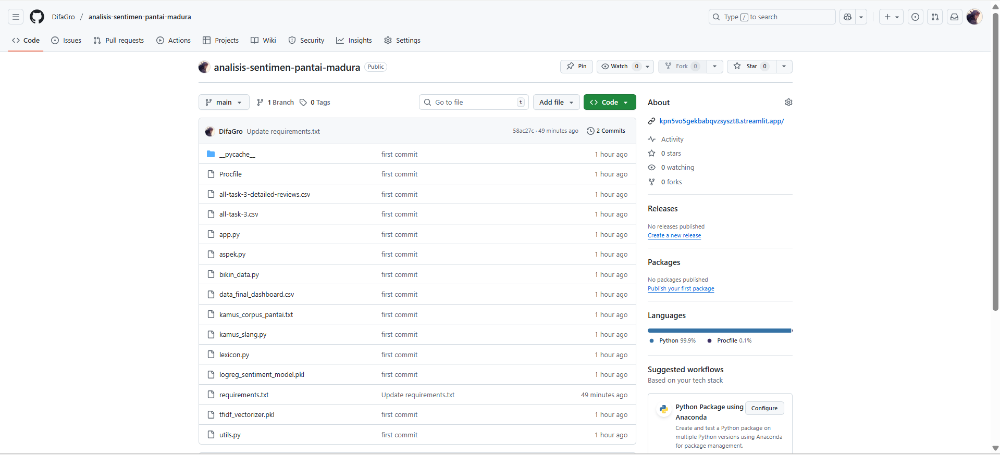 DifaGro / analisis-sentimen-pantai-madura
Type / to search
Code Issues Pull requests Actions Projects Wiki Security Insights Settings
analisis-sentimen-pantai-madura Public
Pin Watch 0 Fork 0 Star 0
main 1 Branch 0 Tags Go to file t Add file Code
DifaGro Update requirements.txt 58ac27c · 49 minutes ago 2 Commits
__pycache__ first commit 1 hour ago
Procfile first commit 1 hour ago
all-task-3-detailed-reviews.csv first commit 1 hour ago
all-task-3.csv first commit 1 hour ago
app.py first commit 1 hour ago
aspek.py first commit 1 hour ago
bikin_data.py first commit 1 hour ago
data_final_dashboard.csv first commit 1 hour ago
kamus_corpus_pantai.txt first commit 1 hour ago
kamus_slang.py first commit 1 hour ago
lexicon.py first commit 1 hour ago
logreg_sentiment_model.pkl first commit 1 hour ago
requirements.txt Update requirements.txt 49 minutes ago
tfidf_vectorizer.pkl first commit 1 hour ago
utils.py first commit 1 hour ago
About
kpn5vo5gekbabqvzsyszt8.streamlit.app/
Activity
0 stars
0 watching
0 forks
Releases
No releases published
Create a new release
Packages
No packages published
Publish your first package
Languages
Python 99.9% Procfile 0.1%
Suggested workflows
Based on your tech stack
Python Package using
Anaconda
Configure
Create and test a Python package on
multiple Python versions using Anaconda
for package management.